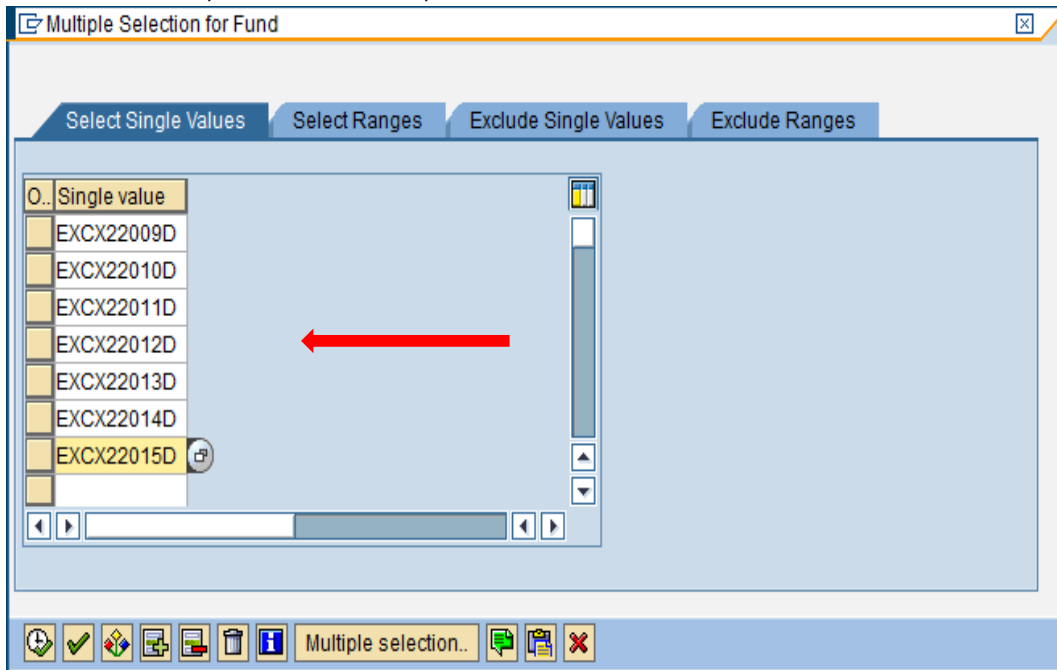 Multiple Selection for Fund
Select Single Values Select Ranges Exclude Single Values Exclude Ranges
O.. Single value
EXCX22009D
EXCX22010D
EXCX22011D
EXCX22012D
EXCX22013D
EXCX22014D
EXCX22015D
Multiple selection..